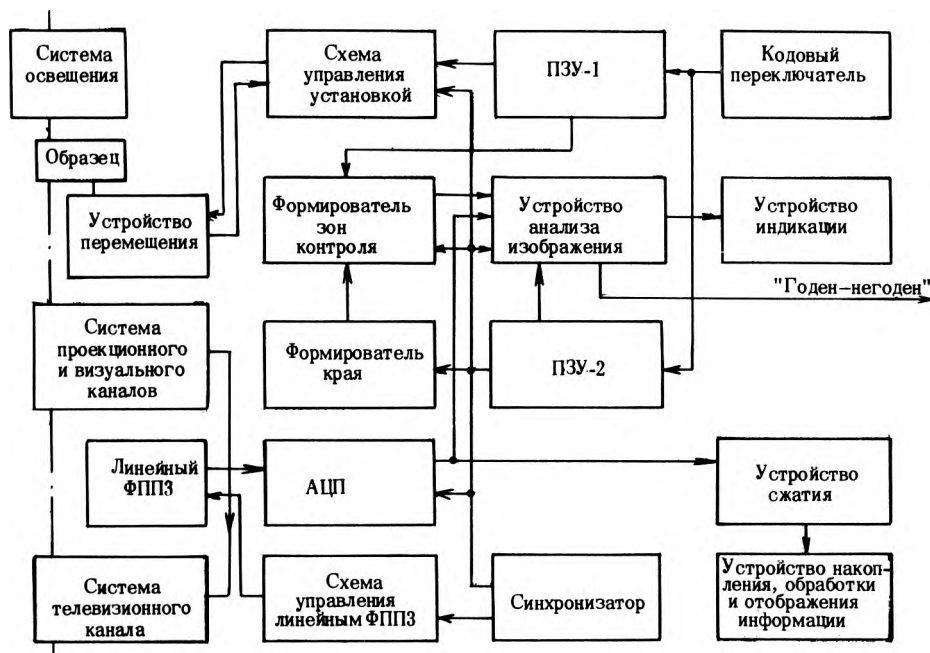 Система
освещения
Схема
управления
установкой
ПЗУ-1
Кодовый
переключатель
Образец
Устройство
перемещения
Формирователь
зон
контроля
Устройство
анализа
изображения
Устройство
индикации
"Годен-негоден"
Система
проекционного
и визуального
каналов
Формирователь
края
ПЗУ-2
Линейный
ФППЗ
АЦП
Устройство
сжатия
Система
телевизионного
канала
Схема
управления
линейным ФППЗ
Синхронизатор
Устройство накоп-
ления, обработки
и отображения
информации